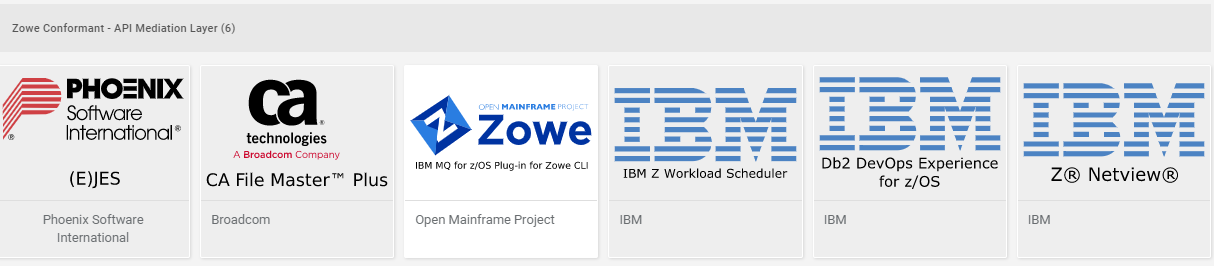 Zowe Conformant - API Mediation Layer (6)
PHOENIX
Software
International®
®
(E)JES
Phoenix Software
International
ca
technologies
A Broadcom Company
CA File Master™ Plus
Broadcom
OPEN MAINFRAME PROJECT
Zowe
IBM MQ for z/OS Plug-in for Zowe CLI
Open Mainframe Project
IBM
IBM Z Workload Scheduler
IBM
IBM
Db2 DevOps Experience
for z/OS
IBM
IBM
Z® Netview®
IBM